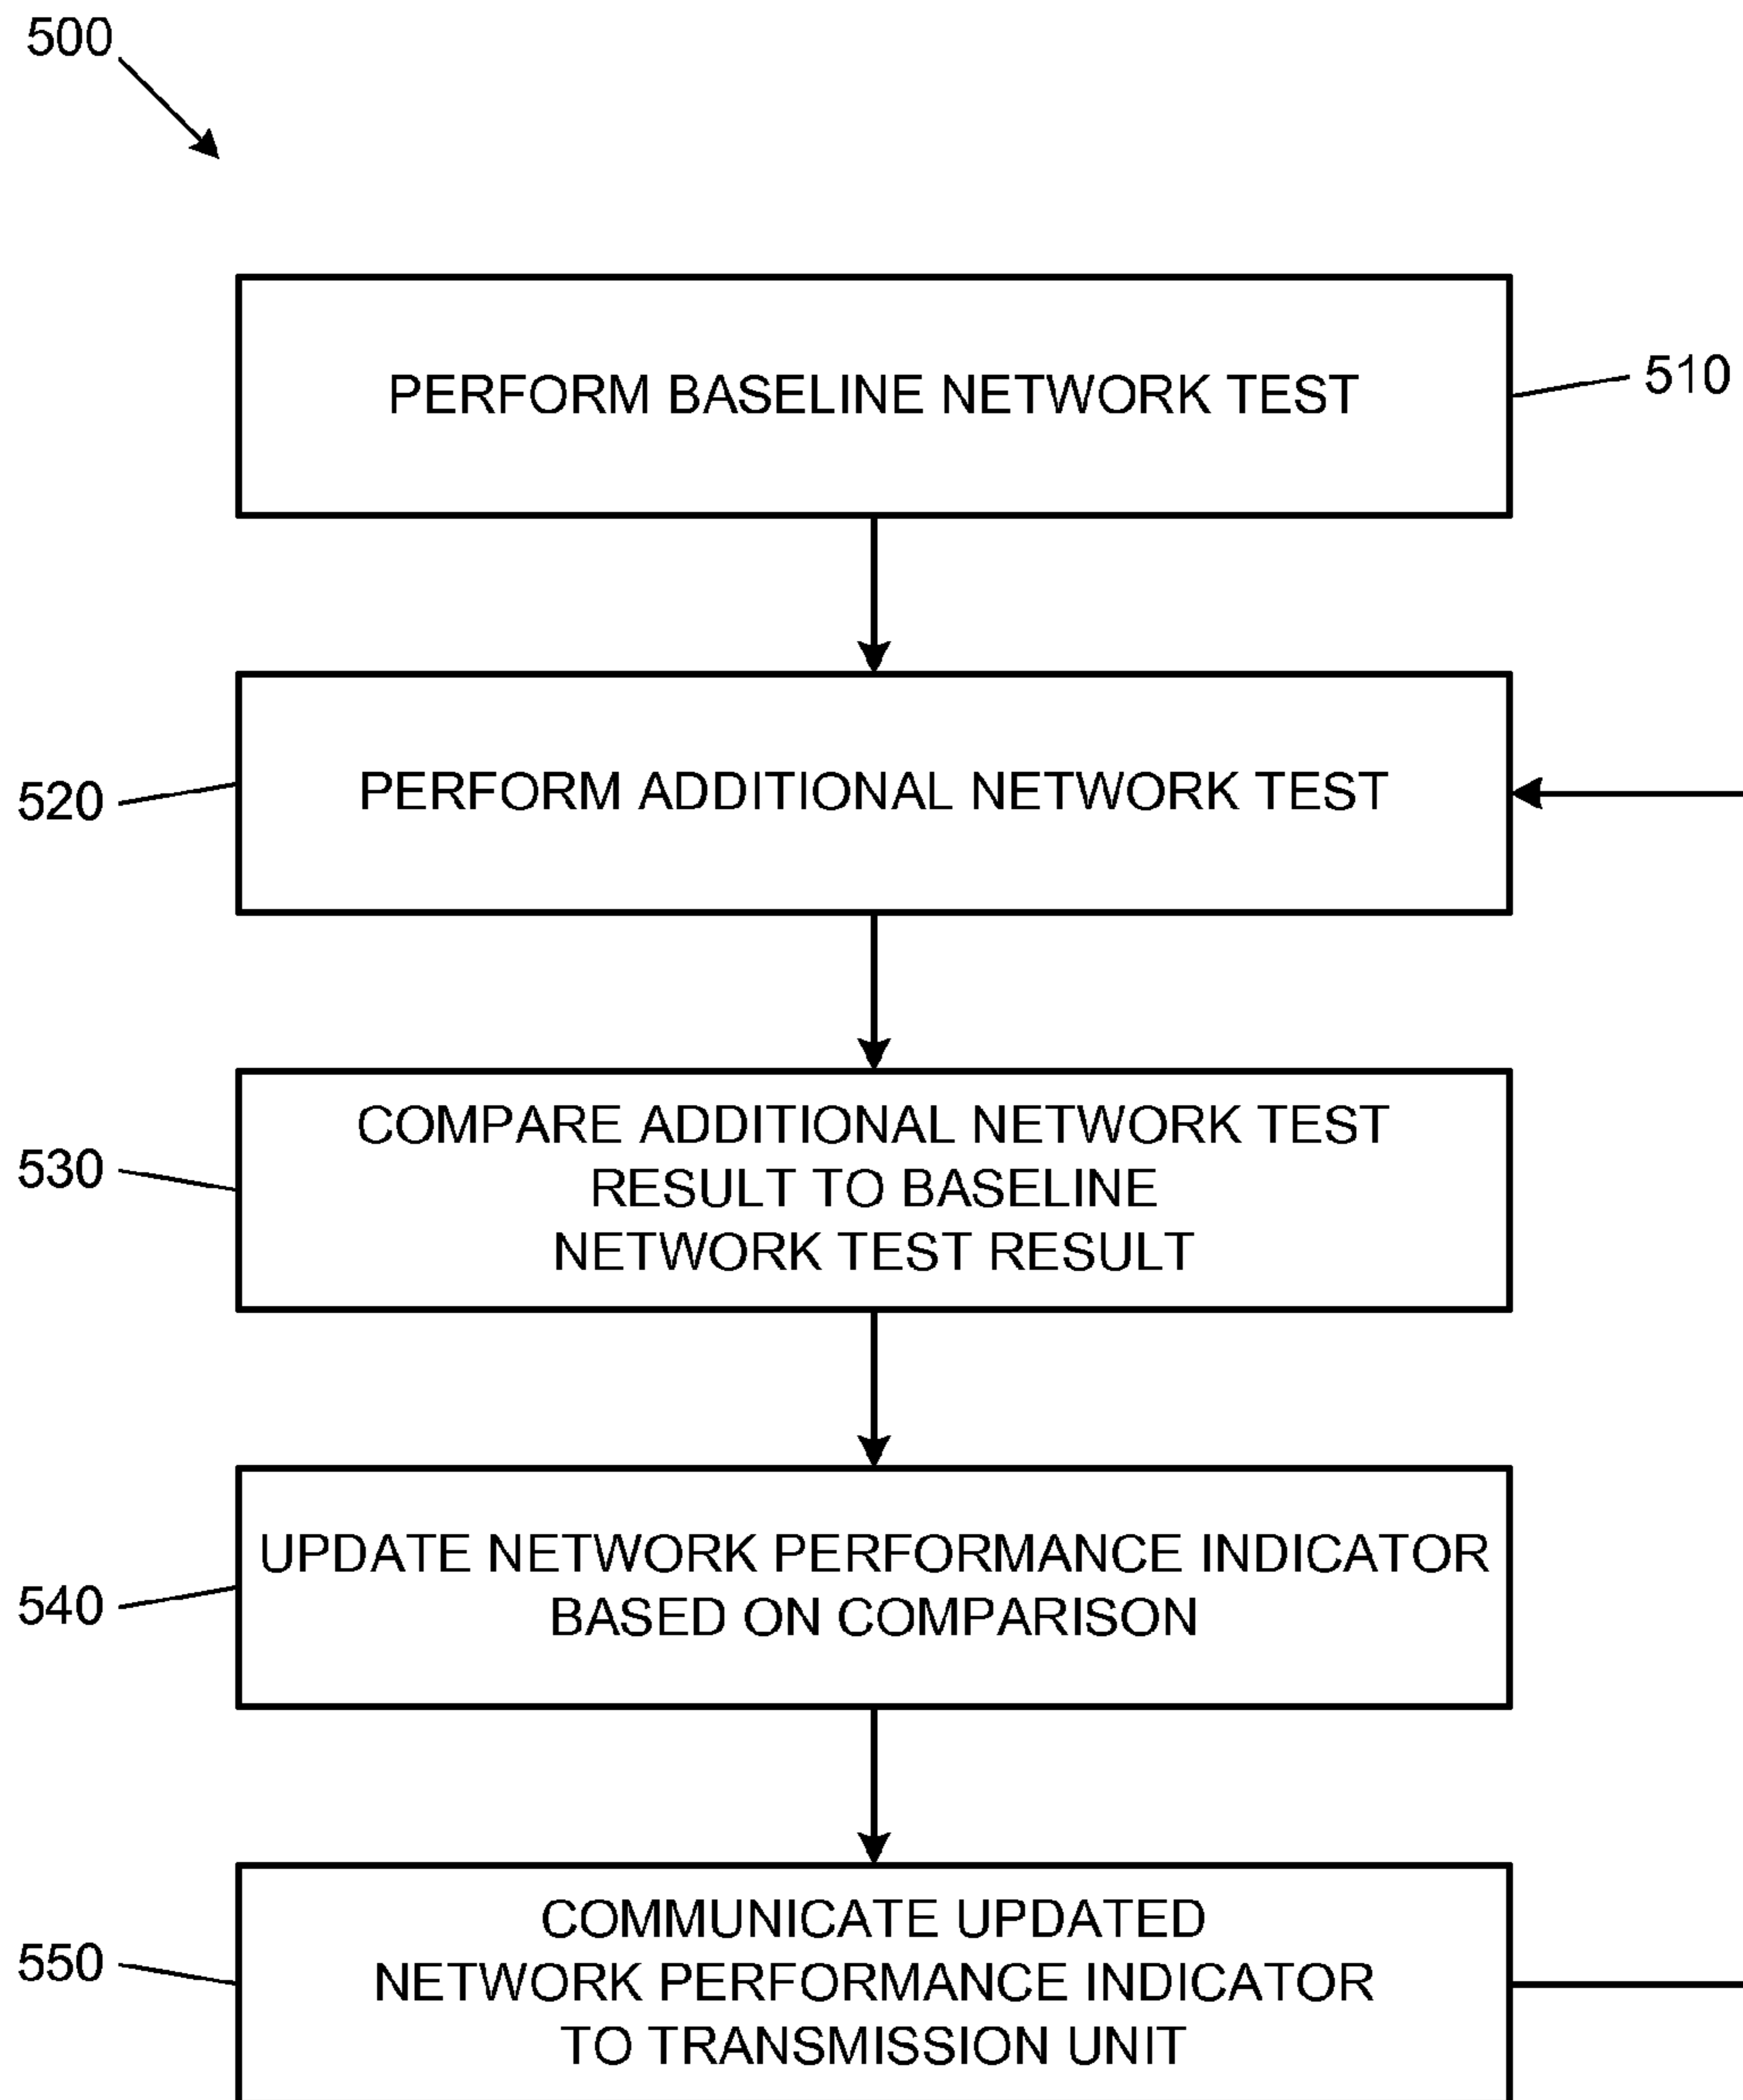 500
PERFORM BASELINE NETWORK TEST
510
PERFORM ADDITIONAL NETWORK TEST
520
COMPARE ADDITIONAL NETWORK TEST
RESULT TO BASELINE
NETWORK TEST RESULT
530
UPDATE NETWORK PERFORMANCE INDICATOR
BASED ON COMPARISON
540
COMMUNICATE UPDATED
NETWORK PERFORMANCE INDICATOR
TO TRANSMISSION UNIT
550